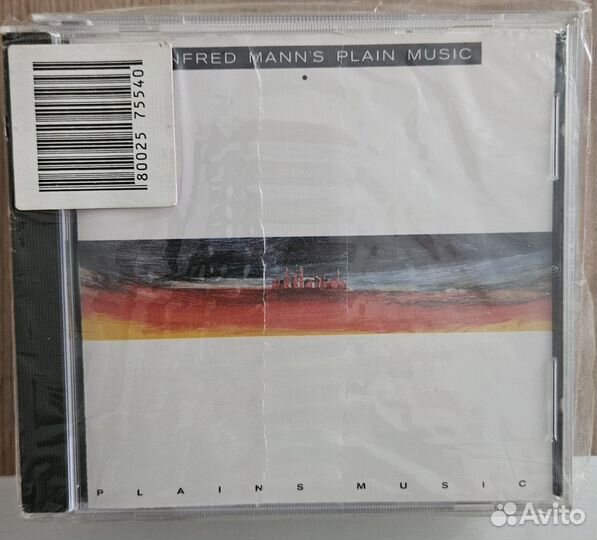 NFRED MANN'S PLAIN MUSIC
80025 75540
PLAINS MUSIC
Avito